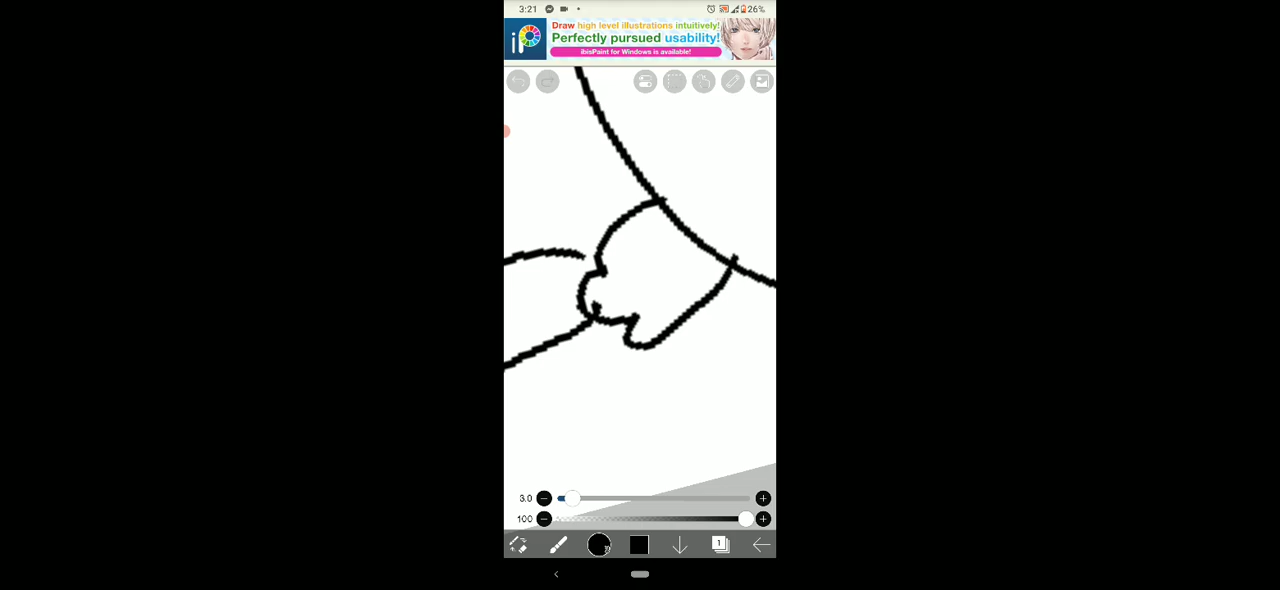 3:21
26%
Draw high level illustrations intuitively!
iP
Perfectly pursued usability!
ibisPaint for Windows is available!
3.0
100
1